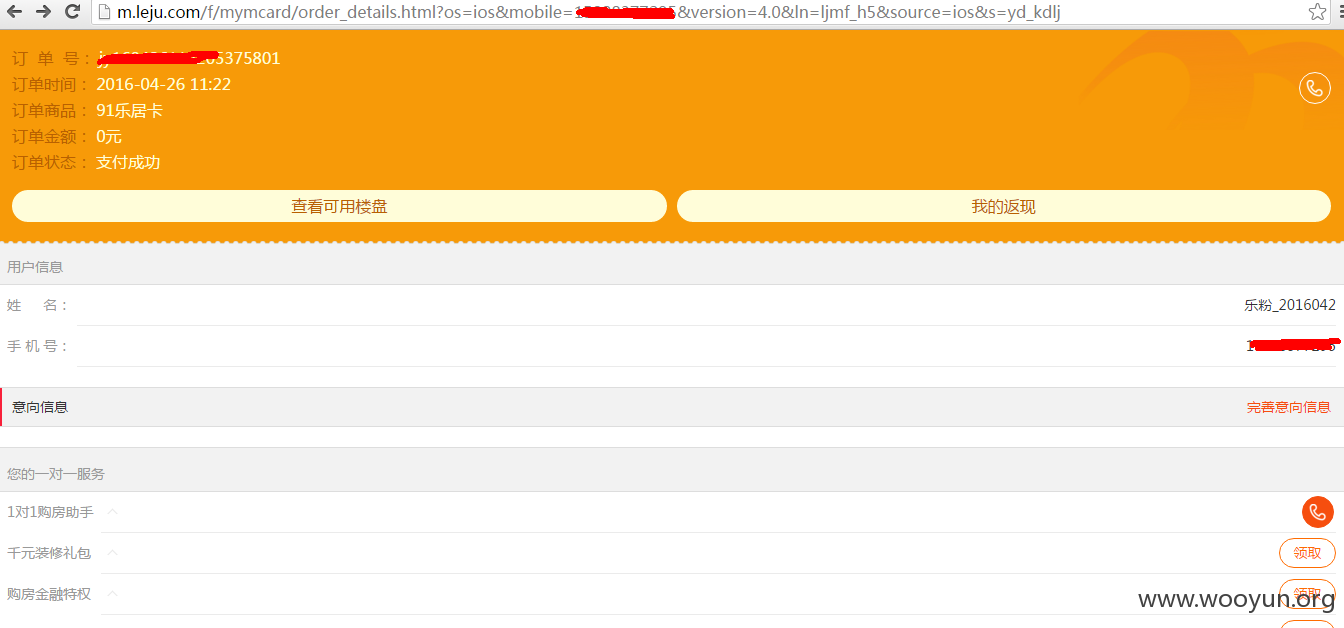 m.leju.com/f/mymcard/order_details.html?os=ios&mobile= &version=4.0&ln=ljmf_h5&source=ios&s=yd_kdlj
订 单 号： 5375801
订单时间： 2016-04-26 11:22
订单商品： 91乐居卡
订单金额： 0元
订单状态： 支付成功
查看可用楼盘 我的返现
用户信息
姓 名： 乐粉_2016042
手 机 号：
意向信息 完善意向信息
您的一对一服务
1对1购房助手
千元装修礼包 领取
购房金融特权 领取
www.wooyun.org